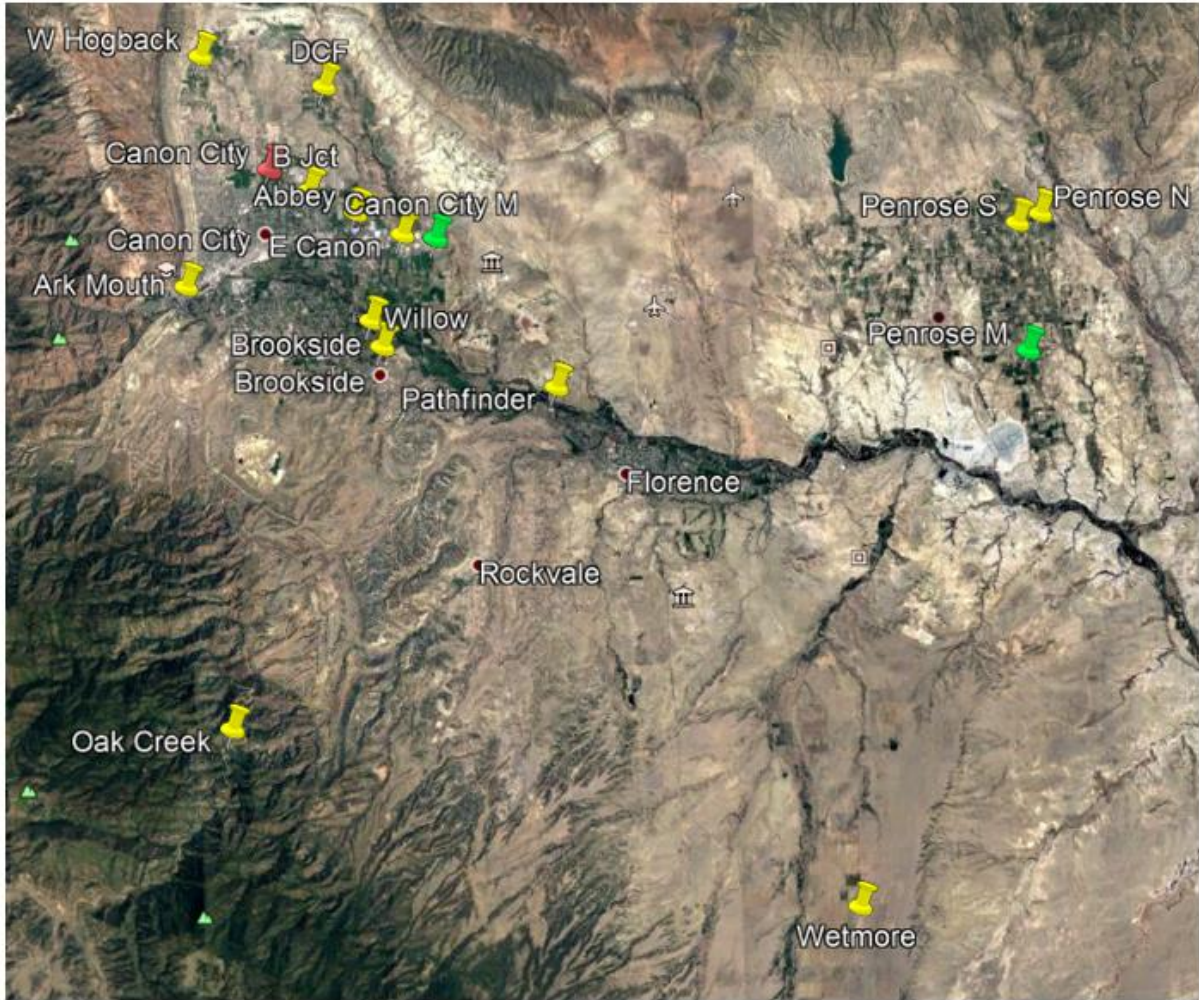 W Hogback
DCF
Canon City
B Jct
Abbey
Canon City M
Penrose S
Penrose N
Canon City
E Canon
Ark Mouth
Willow
Penrose M
Brookside
Brookside
Pathfinder
Florence
Rockvale
Oak Creek
Wetmore